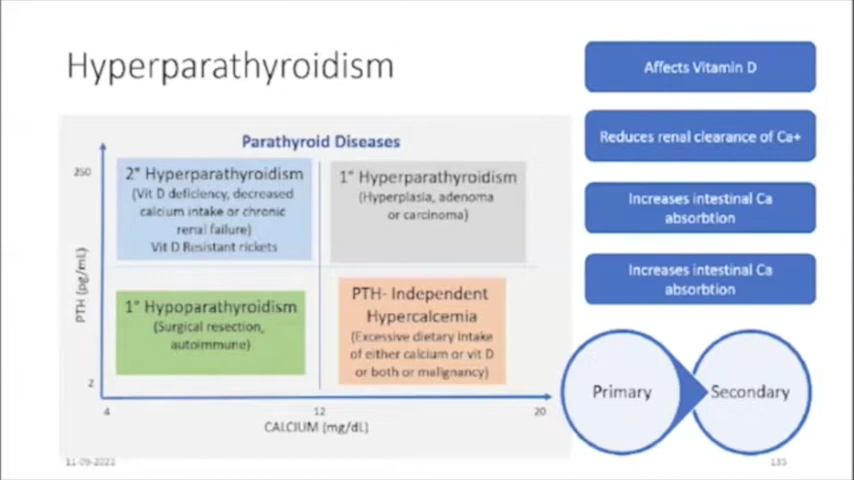 Hyperparathyroidism
Parathyroid Diseases
250
2° Hyperparathyroidism
(Vit D deficiency, decreased
calcium intake or chronic
renal failure)
Vit D Resistant rickets
1° Hyperparathyroidism
(Hyperplasia, adenoma
or carcinoma)
PTH (pg/mL)
1° Hypoparathyroidism
(Surgical resection,
autoimmune)
PTH- Independent
Hypercalcemia
(Excessive dietary intake
of either calcium or vit D
or both or malignancy)
2
4
12
20
CALCIUM (mg/dL)
Affects Vitamin D
Reduces renal clearance of Ca+
Increases intestinal Ca
absorbtion
Increases intestinal Ca
absorbtion
Primary
Secondary